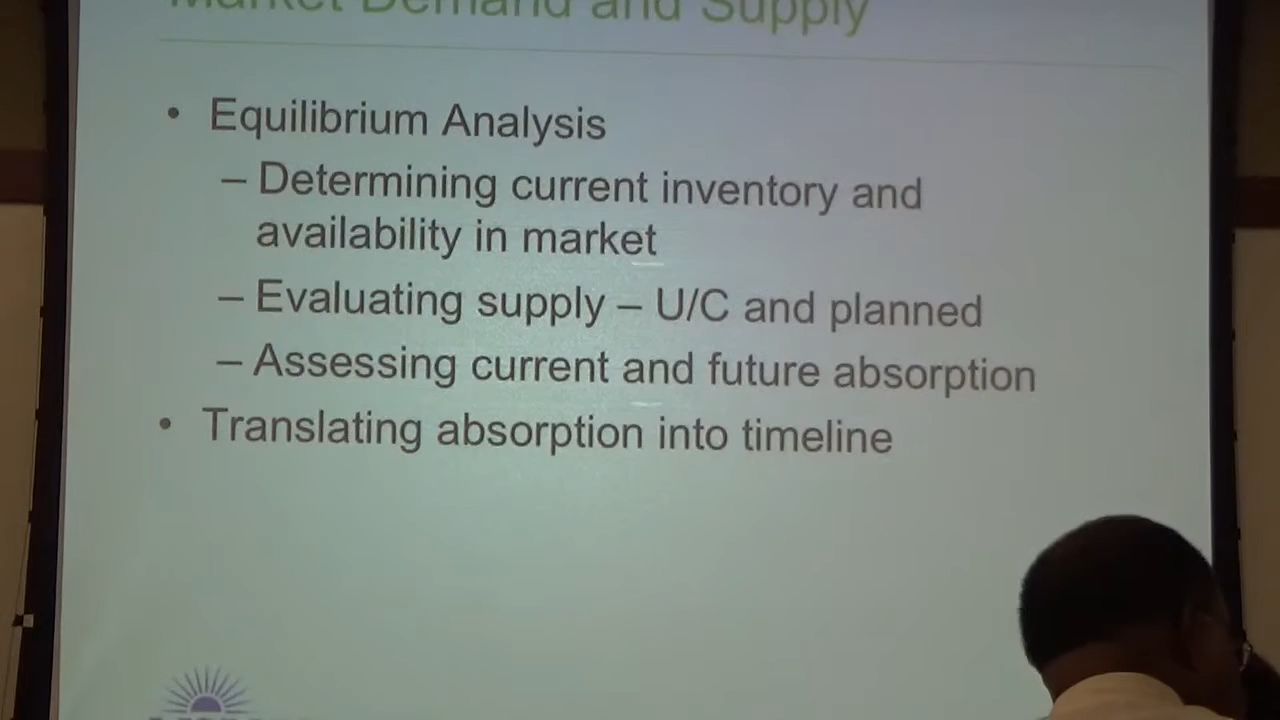 Market Demand and Supply
• Equilibrium Analysis
– Determining current inventory and
availability in market
– Evaluating supply – U/C and planned
– Assessing current and future absorption
• Translating absorption into timeline